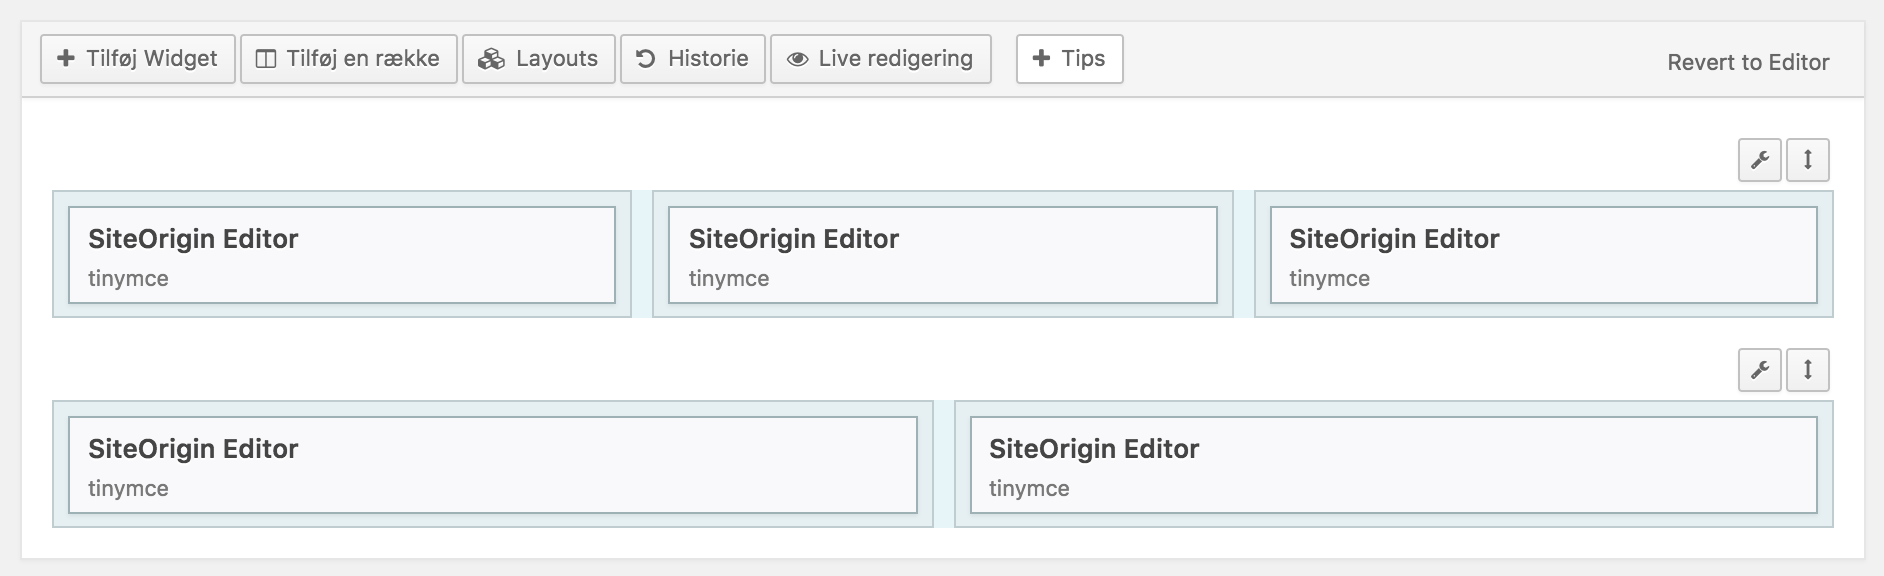 Tilføj Widget
Tilføj en række
Layouts
Historie
Live redigering
Tips
Revert to Editor
SiteOrigin Editor
tinymce
SiteOrigin Editor
tinymce
SiteOrigin Editor
tinymce
SiteOrigin Editor
tinymce
SiteOrigin Editor
tinymce